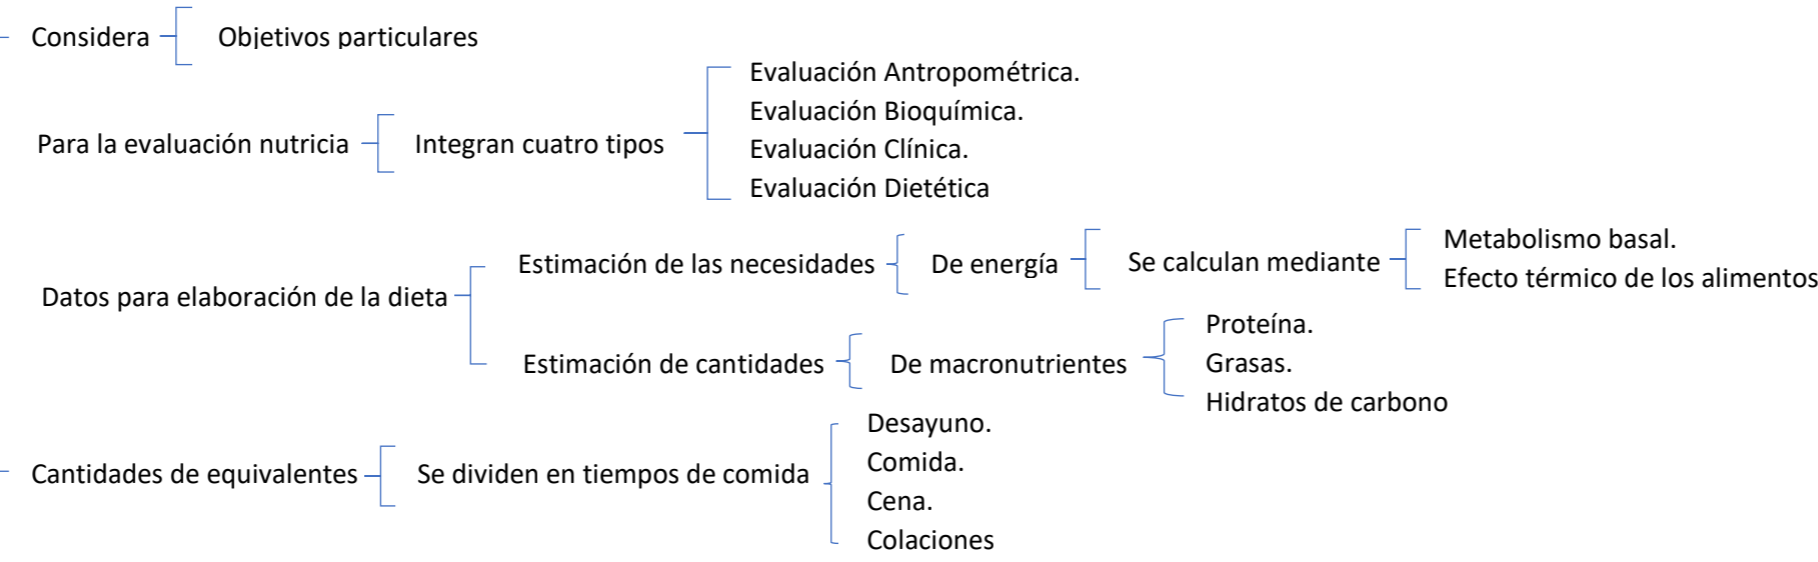 Considera
Objetivos particulares
Para la evaluación nutricia
Integran cuatro tipos
Evaluación Antropométrica.
Evaluación Bioquímica.
Evaluación Clínica.
Evaluación Dietética
Datos para elaboración de la dieta
Estimación de las necesidades
De energía
Se calculan mediante
Metabolismo basal.
Efecto térmico de los alimentos
Estimación de cantidades
De macronutrientes
Proteína.
Grasas.
Hidratos de carbono
Cantidades de equivalentes
Se dividen en tiempos de comida
Desayuno.
Comida.
Cena.
Colaciones